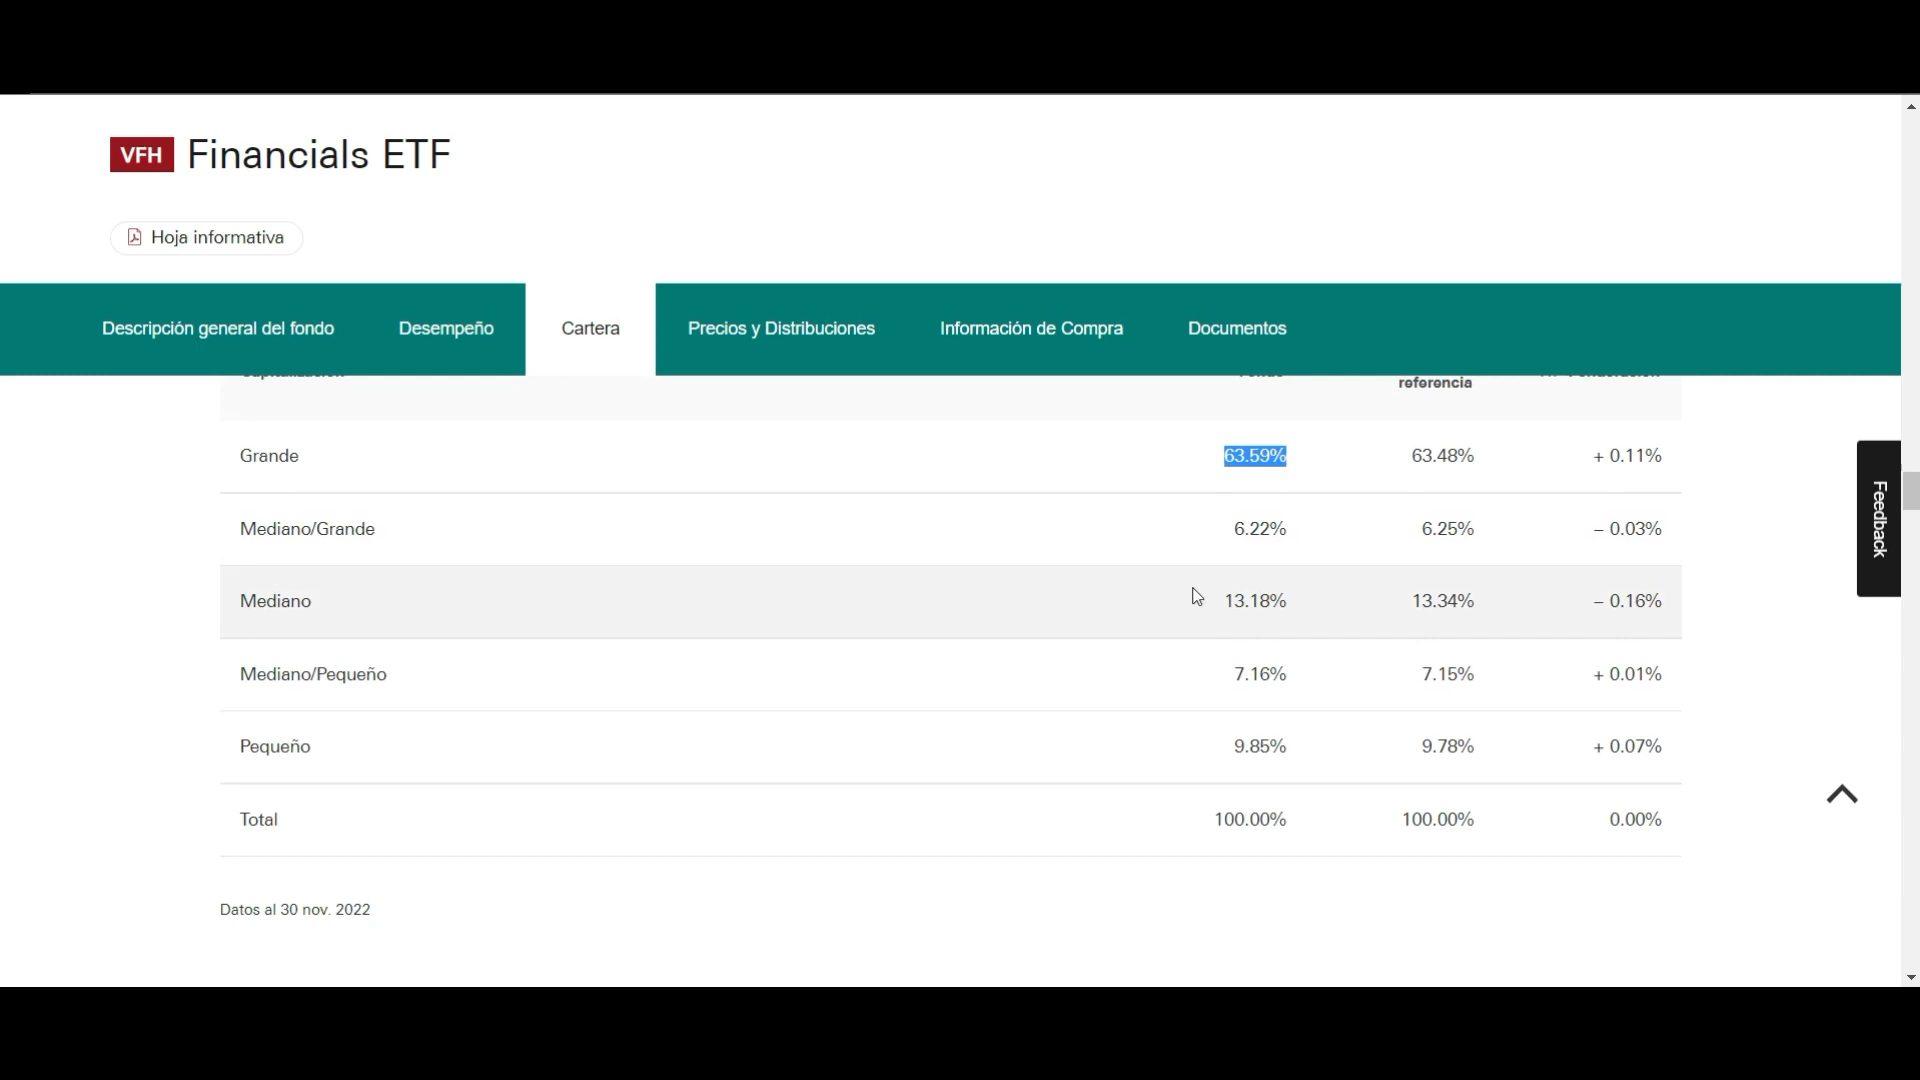 VFH Financials ETF
Hoja informativa
Descripción general del fondo Desempeño Cartera Precios y Distribuciones Información de Compra Documentos
referencia
Grande 63.59% 63.48% + 0.11%
Mediano/Grande 6.22% 6.25% – 0.03%
Mediano 13.18% 13.34% – 0.16%
Mediano/Pequeño 7.16% 7.15% + 0.01%
Pequeño 9.85% 9.78% + 0.07%
Total 100.00% 100.00% 0.00%
Datos al 30 nov. 2022
Feedback